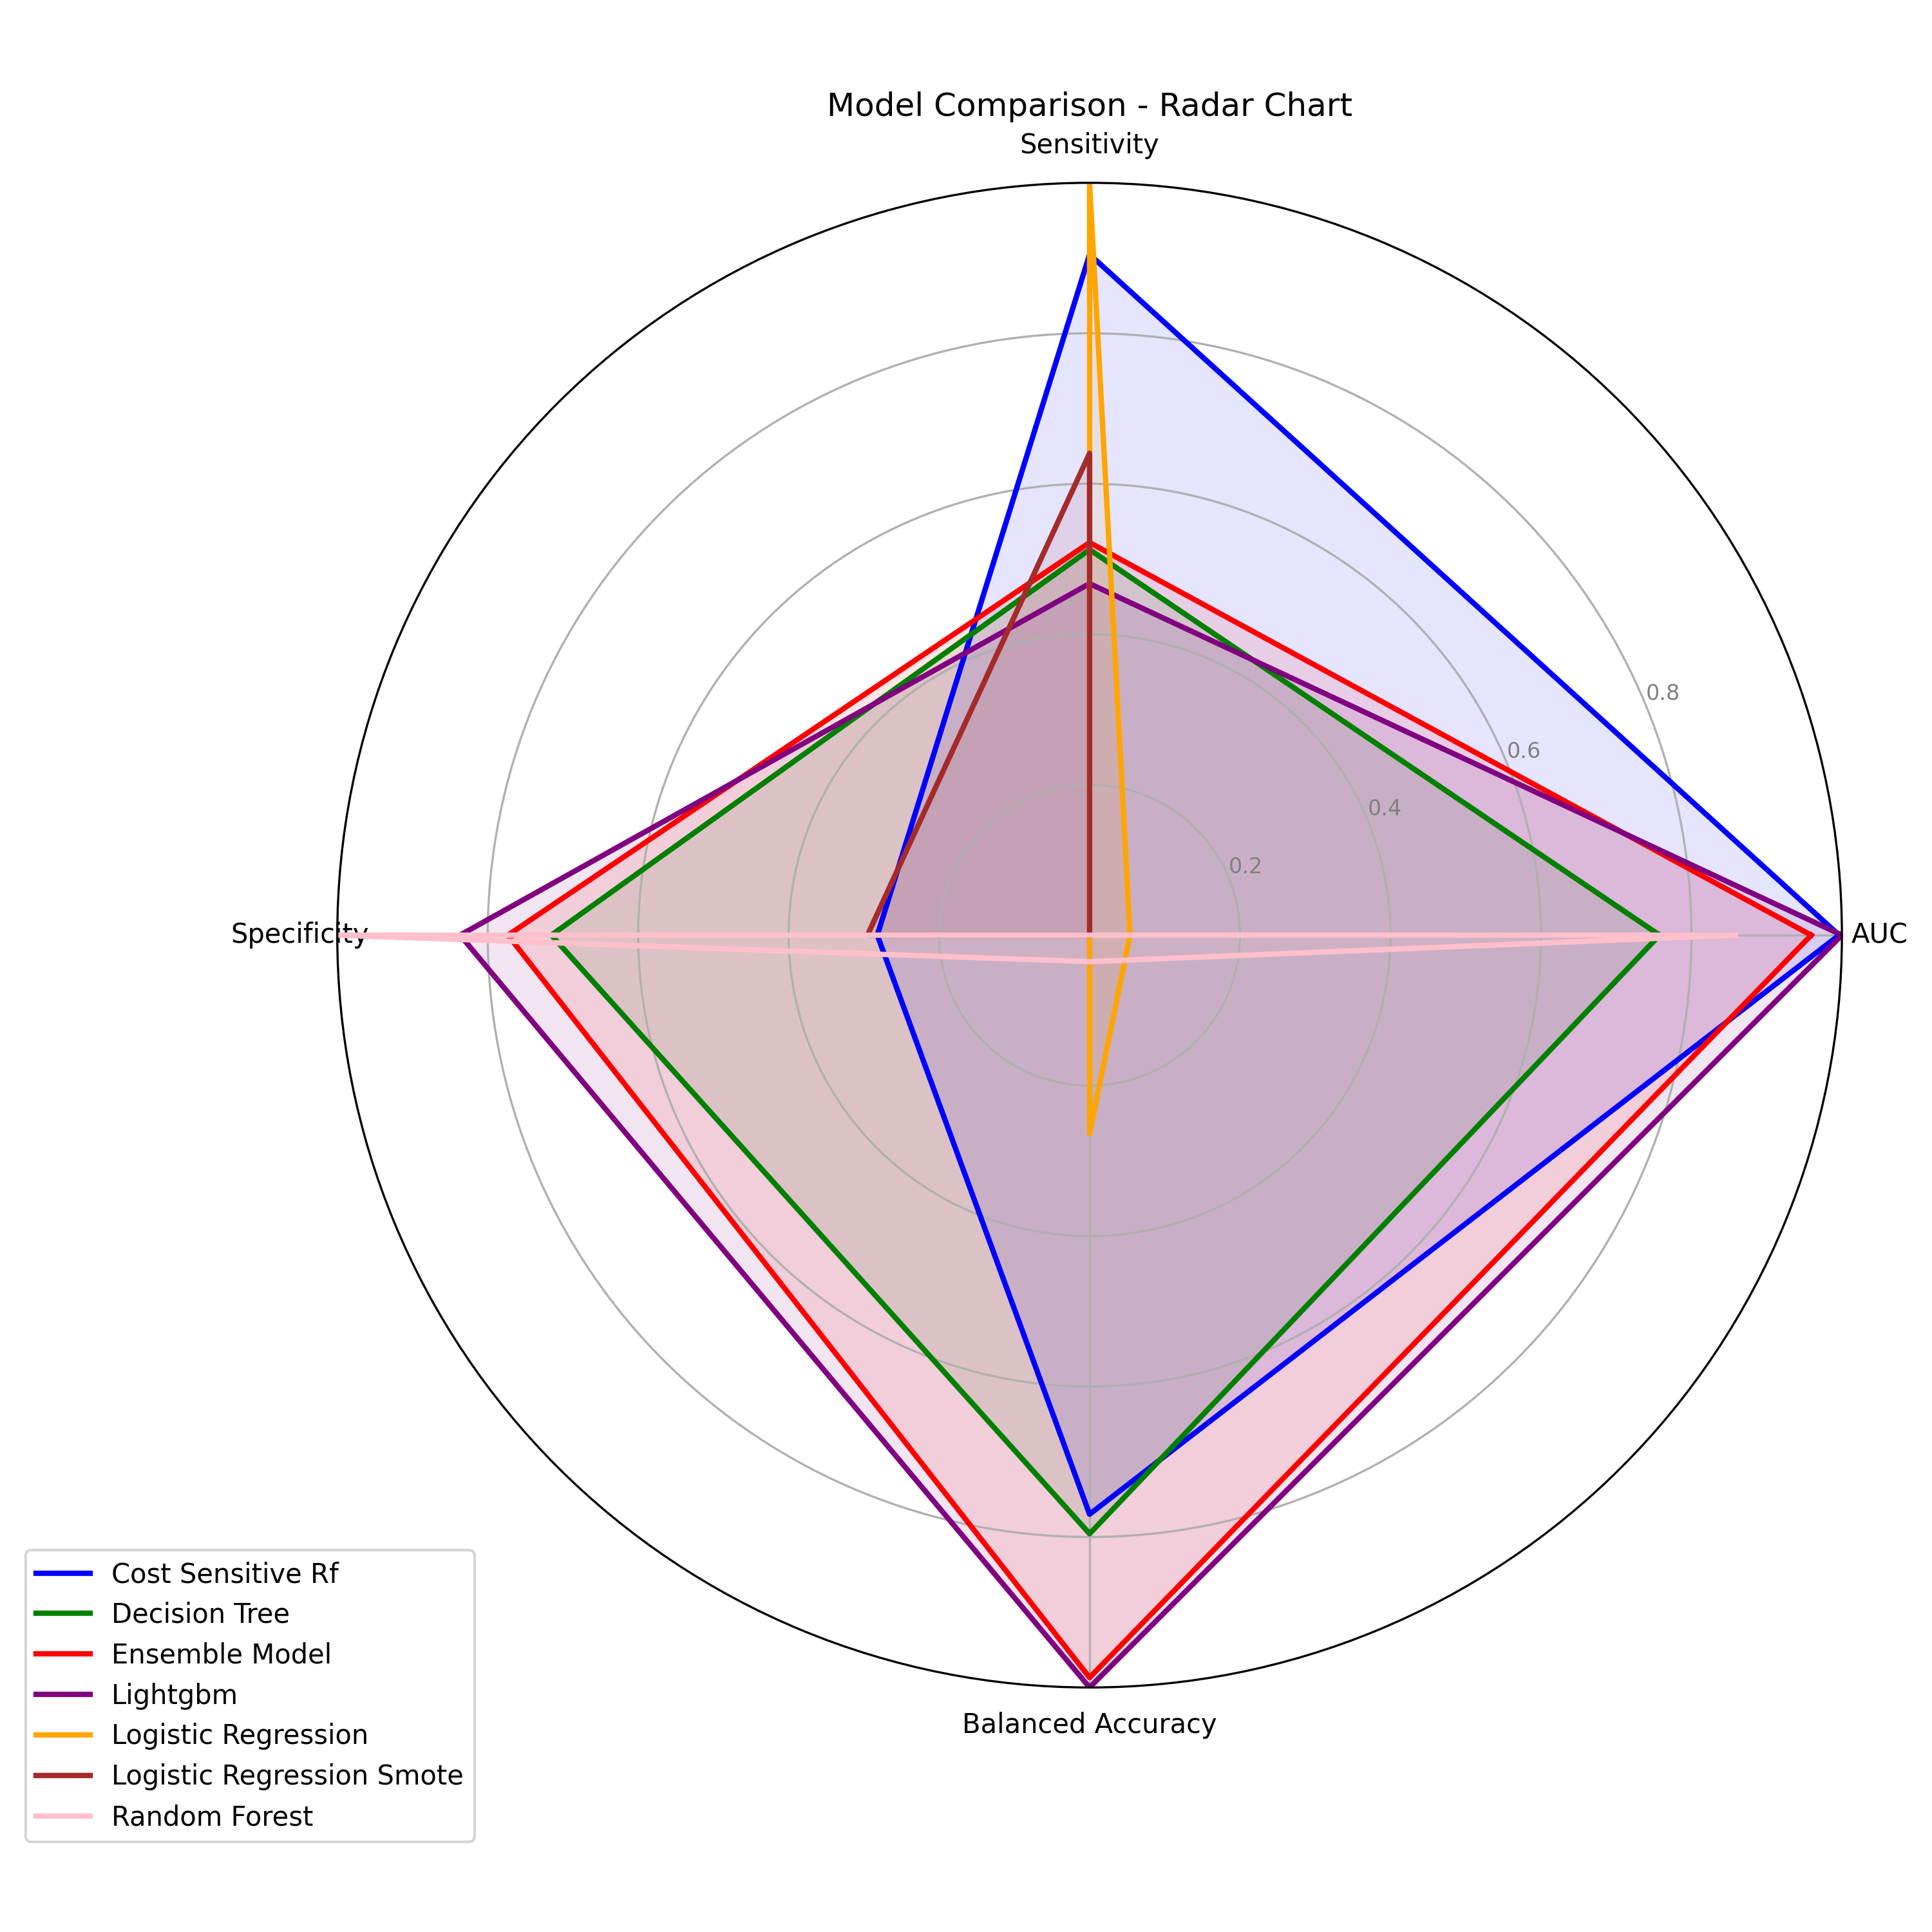 Model Comparison - Radar Chart
Sensitivity
0.8
0.6
0.4
0.2
Specificity
AUC
Balanced Accuracy
Cost Sensitive Rf
Decision Tree
Ensemble Model
Lightgbm
Logistic Regression
Logistic Regression Smote
Random Forest